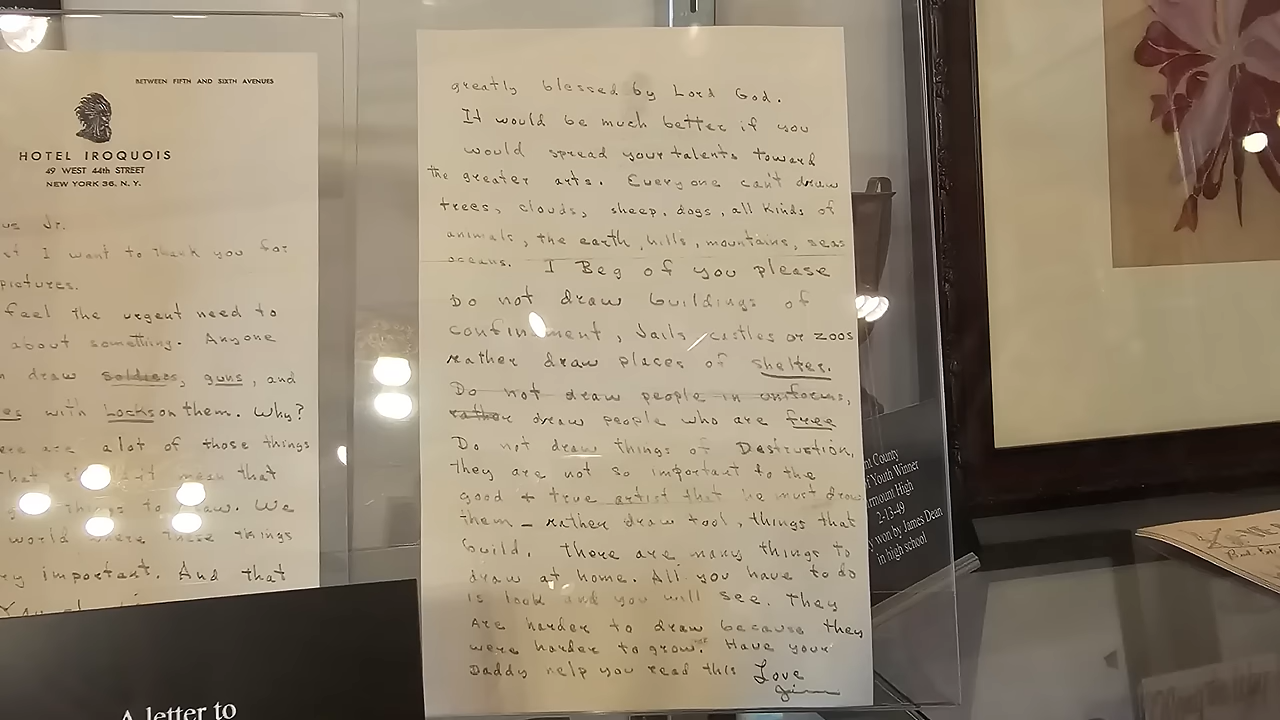 BETWEEN FIFTH AND SIXTH AVENUES
HOTEL IROQUOIS
49 WEST 44th STREET
NEW YORK 36, N.Y.
us Jr.
I want to thank you for
pictures.
feel the urgent need to
about something. Anyone
draw soldiers, guns, and
with Locks on them. Why?
are a lot of those things
that
things to We
world where these things
important. And that
A letter to
greatly blessed by Lord God.
It would be much better if you
would spread your talents toward
the greater arts. Everyone can't draw
trees, clouds, sheep, dogs, all kinds of
animals, the earth, hills, mountains, seas
oceans. I Beg of you please
Do not draw buildings of
confinement, Jails, castles or zoos
rather draw places of shelter.
Do not draw people in uniforms,
rather draw people who are free
Do not draw things of Destruction,
they are not so important to the
good + true artist that he must draw
them – rather draw tool, things that
build. There are many things to
draw at home. All you have to do
is look and you will see. They
Are harder to draw because they
were harder to grow. Have your
Daddy help you read this Love
Jim
County
Youth Winner
Fairmount High
2-13-49
won by James Dean
in high school